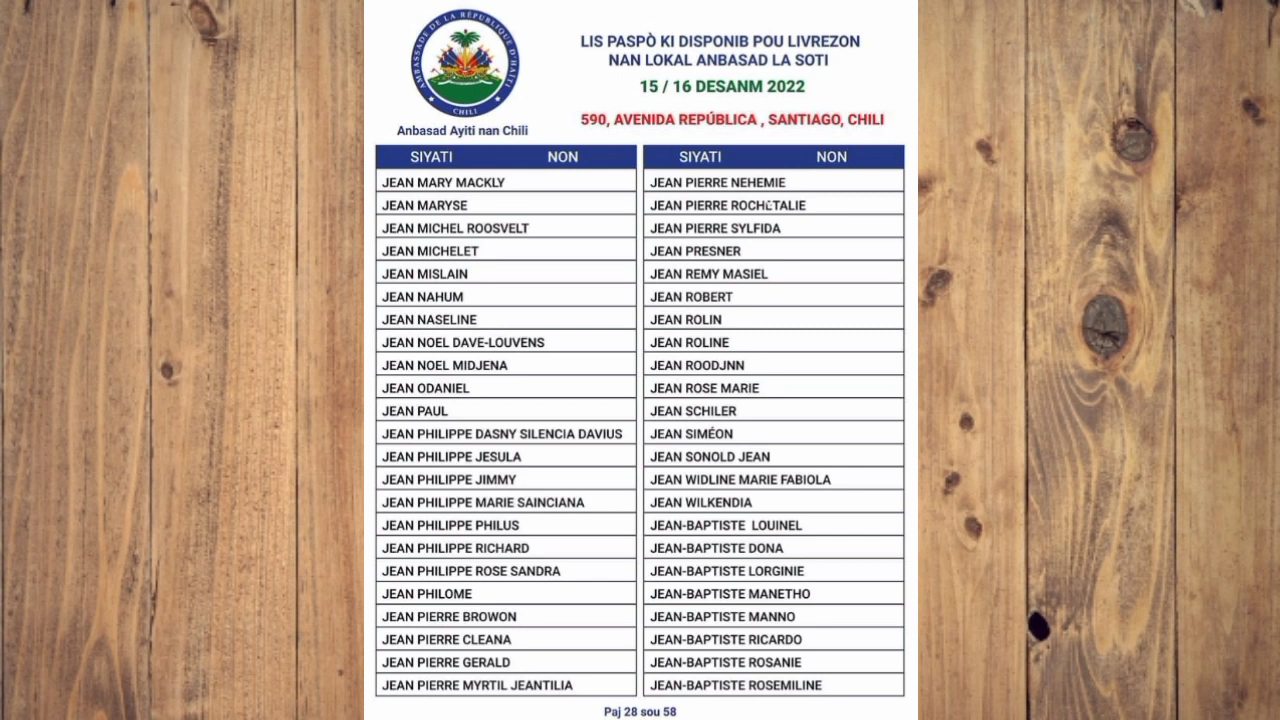 AMBASSADE DE LA RÉPUBLIQUE D'HAITI
CHILI
Anbasad Ayiti nan Chili
LIS PASPÒ KI DISPONIB POU LIVREZON
NAN LOKAL ANBASAD LA SOTI
15 / 16 DESANM 2022
590, AVENIDA REPÚBLICA , SANTIAGO, CHILI
SIYATI NON
JEAN MARY MACKLY
JEAN MARYSE
JEAN MICHEL ROOSVELT
JEAN MICHELET
JEAN MISLAIN
JEAN NAHUM
JEAN NASELINE
JEAN NOEL DAVE-LOUVENS
JEAN NOEL MIDJENA
JEAN ODANIEL
JEAN PAUL
JEAN PHILIPPE DASNY SILENCIA DAVIUS
JEAN PHILIPPE JESULA
JEAN PHILIPPE JIMMY
JEAN PHILIPPE MARIE SAINCIANA
JEAN PHILIPPE PHILUS
JEAN PHILIPPE RICHARD
JEAN PHILIPPE ROSE SANDRA
JEAN PHILOME
JEAN PIERRE BROWON
JEAN PIERRE CLEANA
JEAN PIERRE GERALD
JEAN PIERRE MYRTIL JEANTILIA
SIYATI NON
JEAN PIERRE NEHEMIE
JEAN PIERRE
JEAN PIERRE SYLFIDA
JEAN PRESNER
JEAN REMY MASIEL
JEAN ROBERT
JEAN ROLIN
JEAN ROLINE
JEAN ROODJNN
JEAN ROSE MARIE
JEAN SCHILER
JEAN SIMÉON
JEAN SONOLD JEAN
JEAN WIDLINE MARIE FABIOLA
JEAN WILKENDIA
JEAN-BAPTISTE LOUINEL
JEAN-BAPTISTE DONA
JEAN-BAPTISTE LORGINIE
JEAN-BAPTISTE MANETHO
JEAN-BAPTISTE MANNO
JEAN-BAPTISTE RICARDO
JEAN-BAPTISTE ROSANIE
JEAN-BAPTISTE ROSEMILINE
Paj 28 sou 58